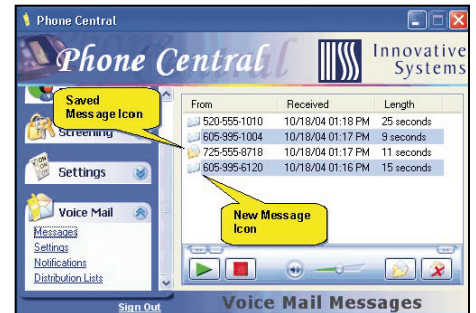 Phone Central
Phone Central
Innovative
Systems
Saved
Message Icon
Screening
Settings
Voice Mail
Messages
Settings
Notifications
Distribution Lists
Sign Out
From Received Length
520-555-1010 10/18/04 01:18 PM 25 seconds
605-995-1004 10/18/04 01:17 PM 9 seconds
725-555-8718 10/18/04 01:17 PM 11 seconds
605-995-6120 10/18/04 01:16 PM 15 seconds
New Message
Icon
Voice Mail Messages